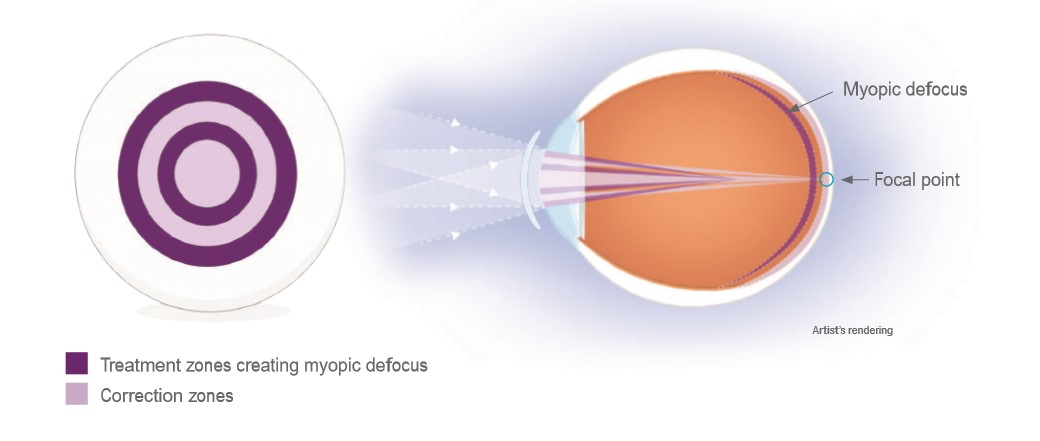 Myopic defocus
Focal point
Artist's rendering
Treatment zones creating myopic defocus
Correction zones